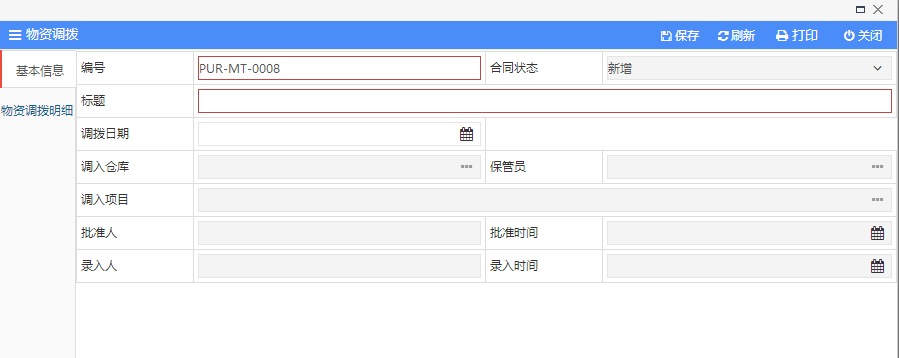 物资调拨 保存 刷新 打印 关闭
基本信息
物资调拨明细
编号 PUR-MT-0008 合同状态 新增
标题
调拨日期
调入仓库 保管员
调入项目
批准人 批准时间
录入人 录入时间